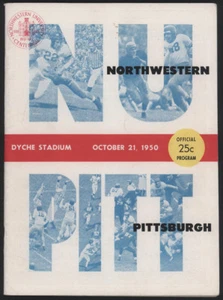 NU
NORTHWESTERN
DYCHE STADIUM OCTOBER 21, 1950
OFFICIAL
25c
PROGRAM
PITT
PITTSBURGH